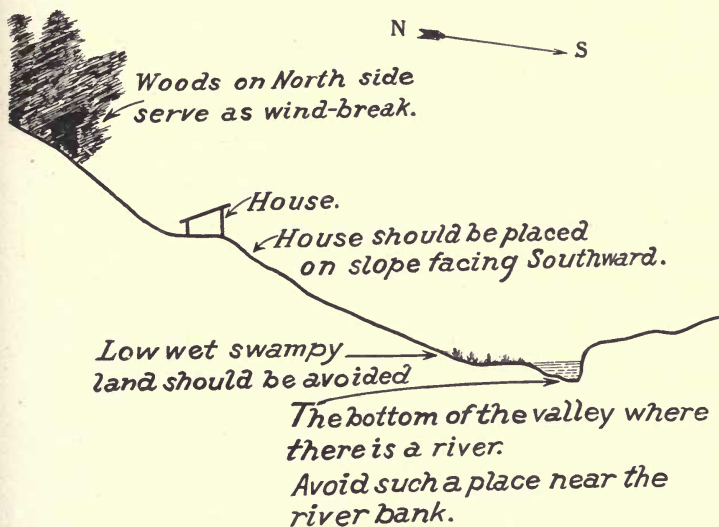 N S
Woods on North side
serve as wind-break.
House.
House should be placed
on slope facing Southward.
Low wet swampy
land should be avoided
The bottom of the valley where
there is a river.
Avoid such a place near the
river bank.